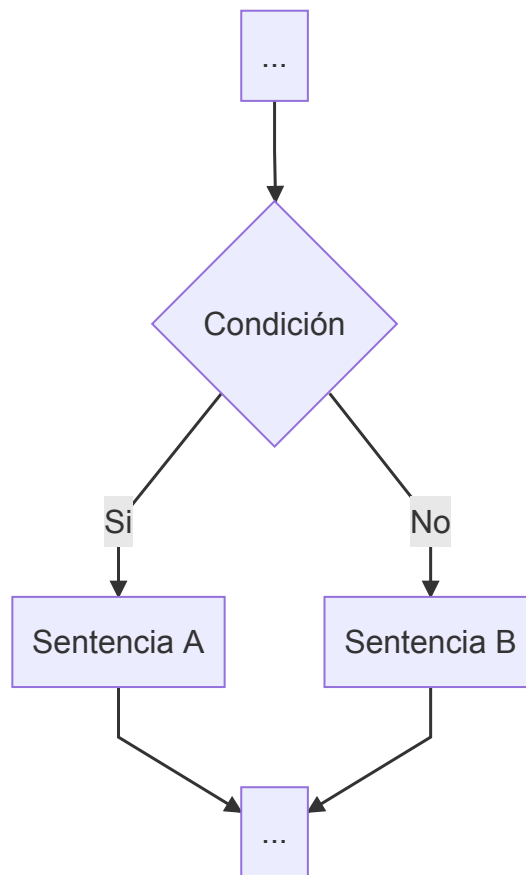 ...
Condición
Si
No
Sentencia A
Sentencia B
...